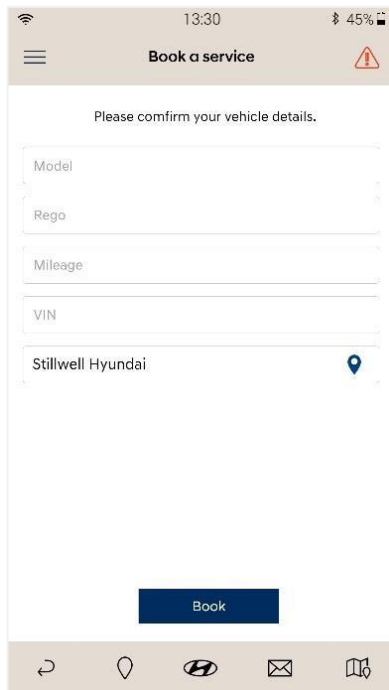 13:30
45%
Book a service
Please comfirm your vehicle details.
Model
Rego
Mileage
VIN
Stillwell Hyundai
Book